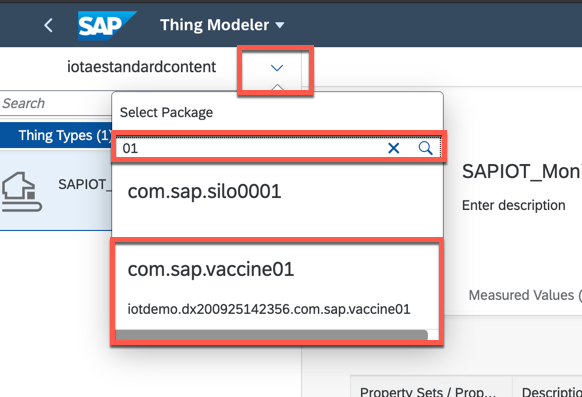 SAP Thing Modeler
iotaestandardcontent
Search
Select Package
Thing Types (1)
01
SAPIOT_
com.sap.silo0001
SAPIOT_Mon
Enter description
com.sap.vaccine01
iotdemo.dx200925142356.com.sap.vaccine01
Measured Values (
Property Sets / Prop... Description